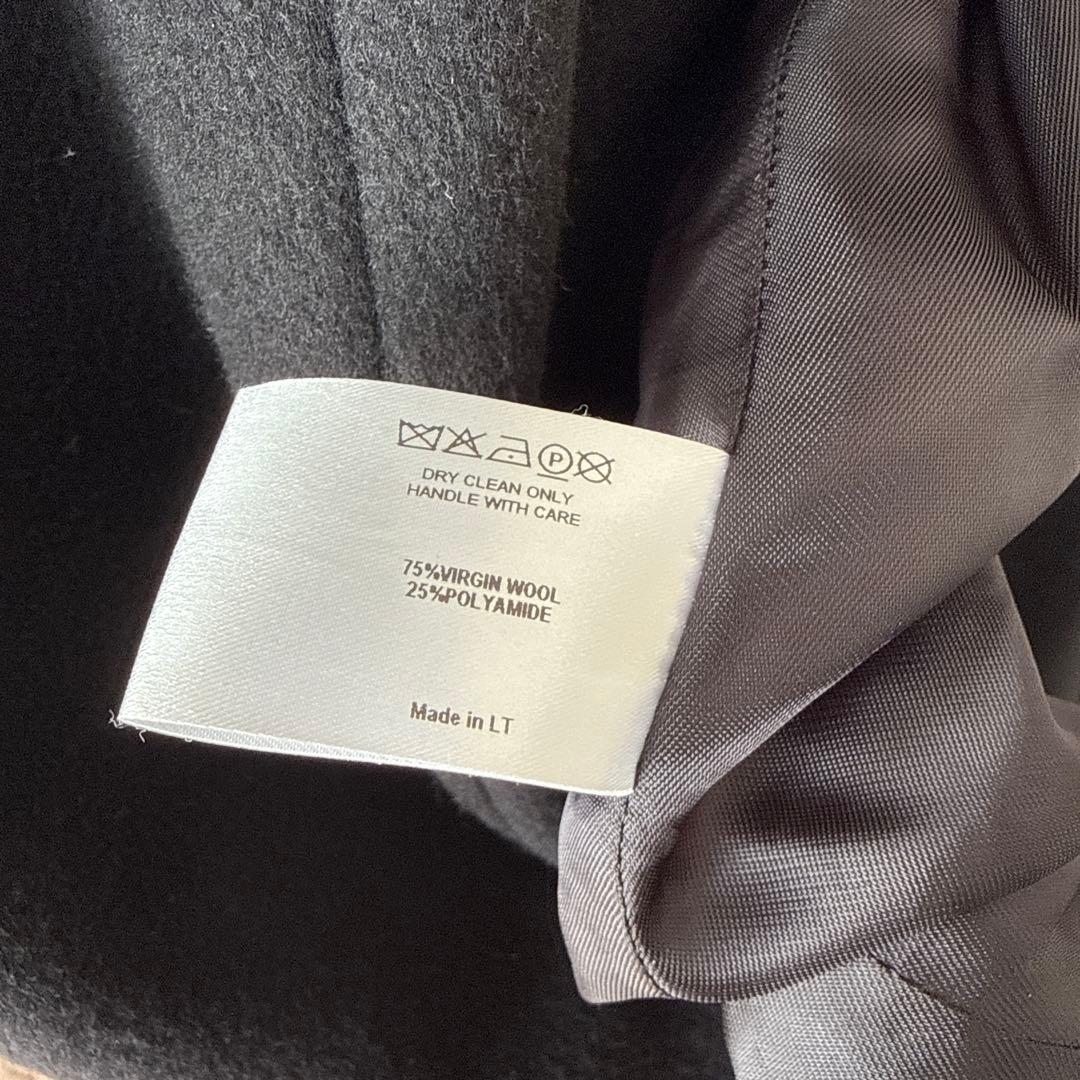 P
DRY CLEAN ONLY
HANDLE WITH CARE
75%VIRGIN WOOL
25%POLYAMIDE
Made in LT